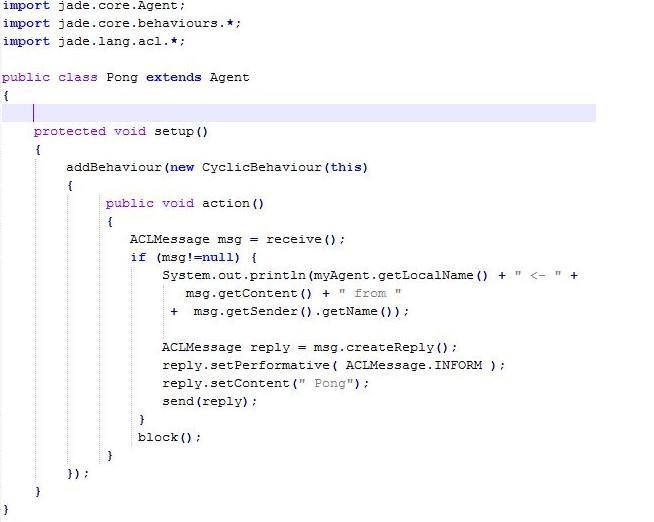 import jade.core.Agent;
import jade.core.behaviours.*;
import jade.lang.acl.*;
public class Pong extends Agent
{
protected void setup()
{
addBehaviour(new CyclicBehaviour(this)
{
public void action()
{
ACLMessage msg = receive();
if (msg!=null) {
System.out.println(myAgent.getLocalName() + " <- " +
msg.getContent() + " from "
+ msg.getSender().getName());
ACLMessage reply = msg.createReply();
reply.setPerformative( ACLMessage.INFORM );
reply.setContent(" Pong");
send(reply);
}
block();
}
});
}
}